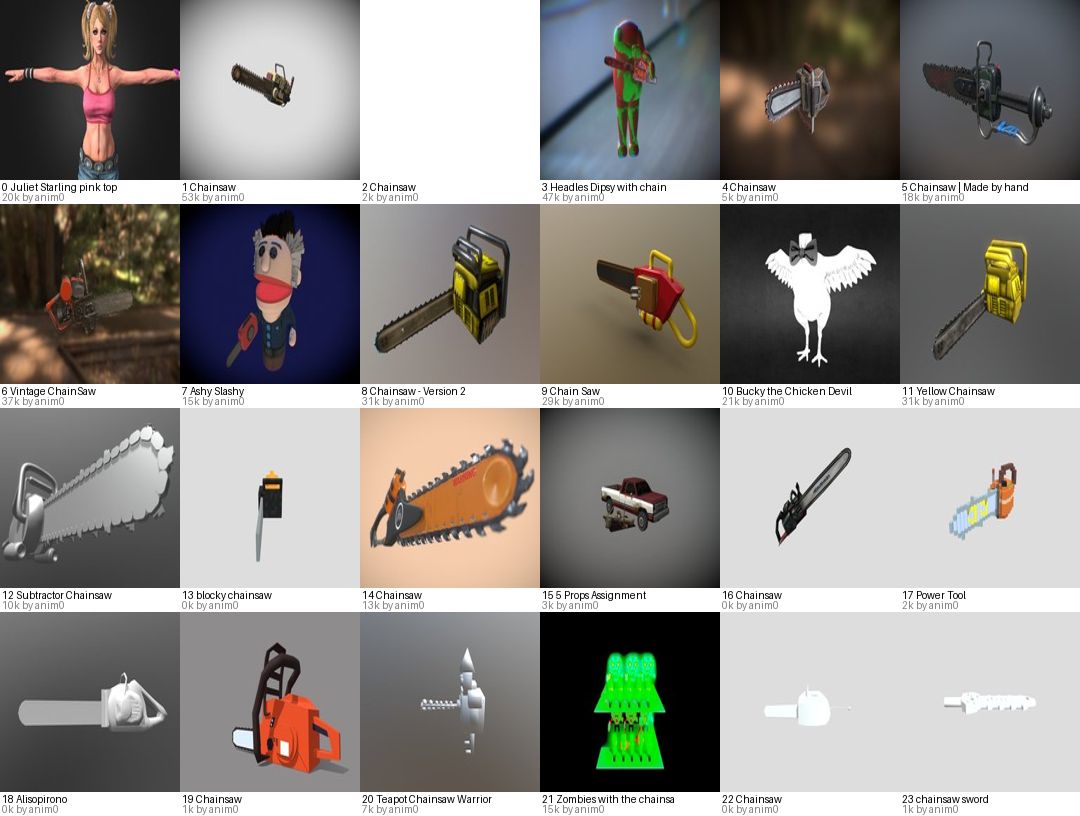 0 Juliet Starling pink top
20k by anim0
1 Chainsaw
53k by anim0
2 Chainsaw
2k by anim0
3 Headles Dipsy with chain
47k by anim0
4 Chainsaw
5k by anim0
5 Chainsaw | Made by hand
18k by anim0
6 Vintage ChainSaw
37k by anim0
7 Ashy Slashy
15k by anim0
8 Chainsaw - Version 2
31k by anim0
9 Chain Saw
29k by anim0
10 Bucky the Chicken Devil
21k by anim0
11 Yellow Chainsaw
31k by anim0
12 Subtractor Chainsaw
10k by anim0
13 blocky chainsaw
0k by anim0
14 Chainsaw
13k by anim0
15 5 Props Assignment
3k by anim0
16 Chainsaw
0k by anim0
17 Power Tool
2k by anim0
18 Alisopirono
0k by anim0
19 Chainsaw
1k by anim0
20 Teapot Chainsaw Warrior
7k by anim0
21 Zombies with the chainsa
15k by anim0
22 Chainsaw
0k by anim0
23 chainsaw sword
1k by anim0